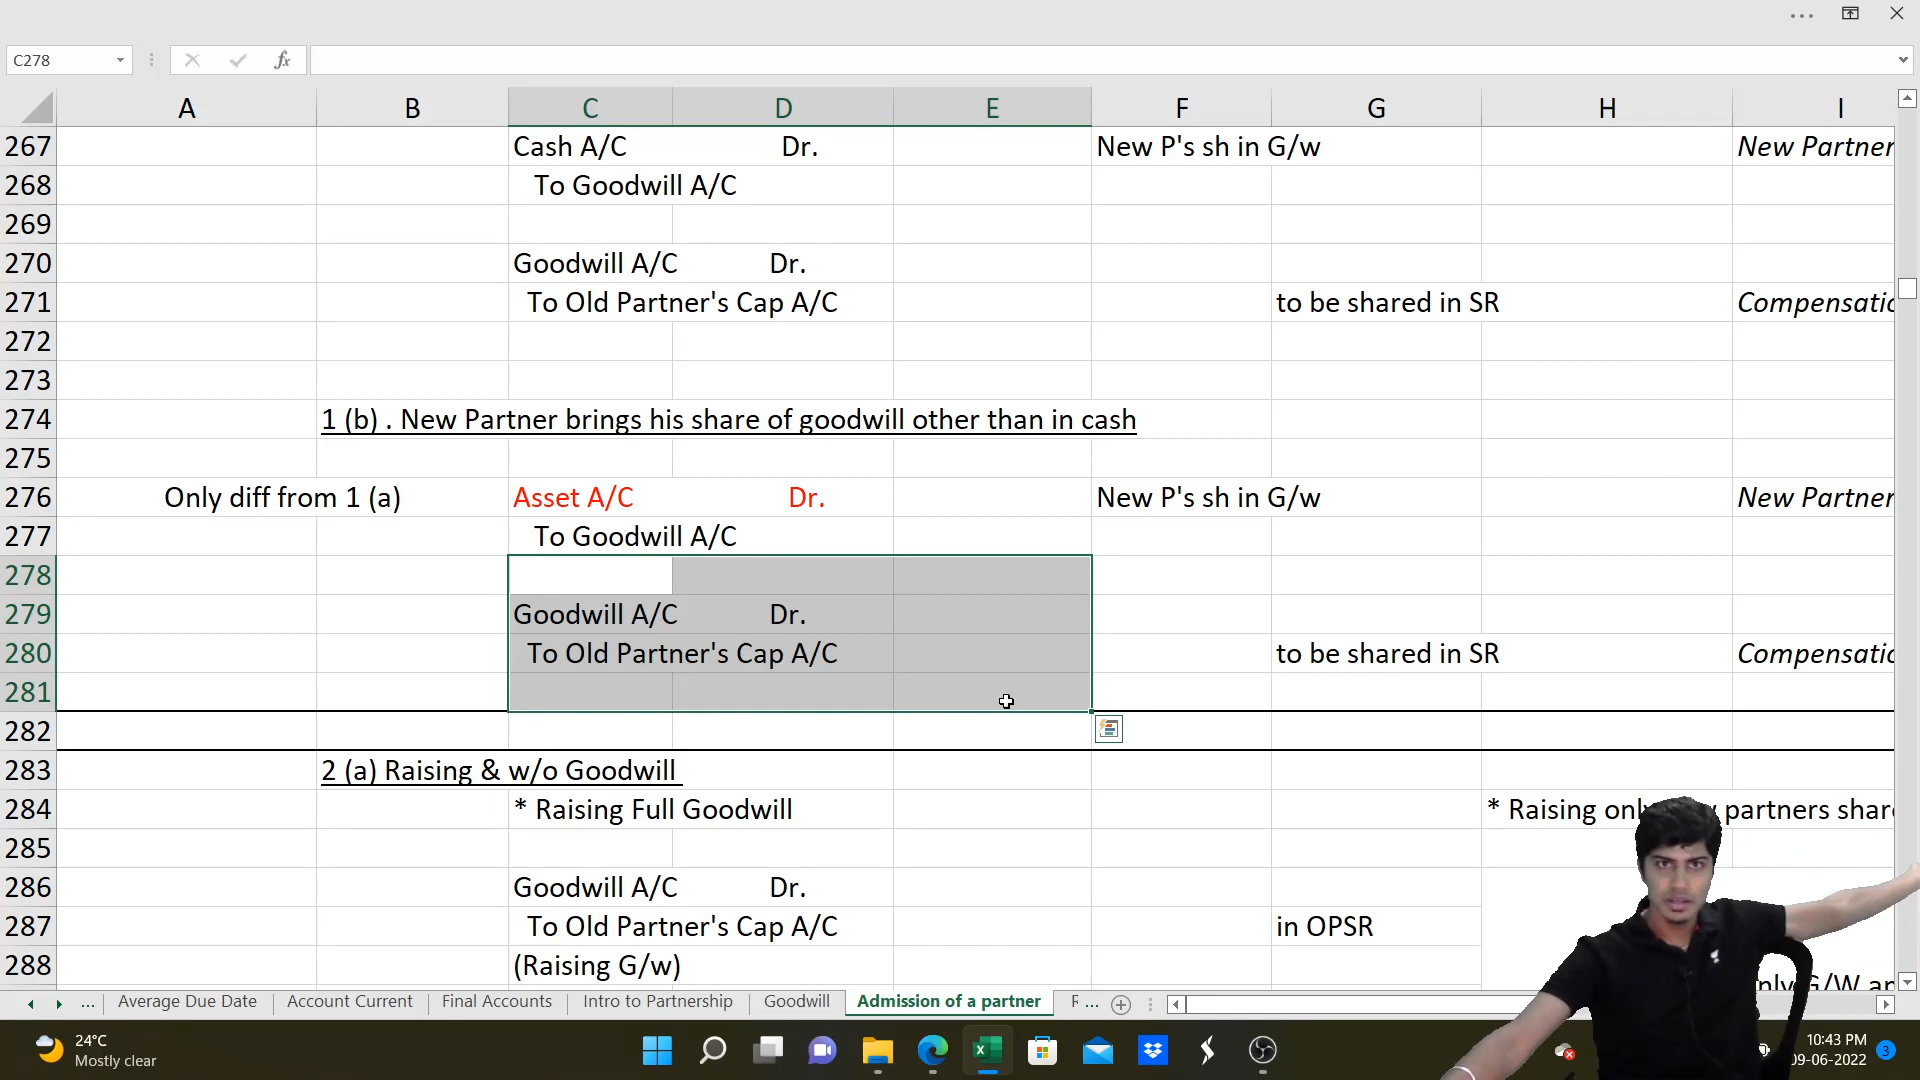 C278
fx
A B C D E F G H I
267 Cash A/C Dr. New P's sh in G/w New Partner
268 To Goodwill A/C
269
270 Goodwill A/C Dr.
271 To Old Partner's Cap A/C to be shared in SR Compensatio
272
273
274 1 (b) . New Partner brings his share of goodwill other than in cash
275
276 Only diff from 1 (a) Asset A/C Dr. New P's sh in G/w New Partner
277 To Goodwill A/C
278
279 Goodwill A/C Dr.
280 To Old Partner's Cap A/C to be shared in SR Compensatio
281
282
283 2 (a) Raising & w/o Goodwill
284 * Raising Full Goodwill * Raising only partners share
285
286 Goodwill A/C Dr.
287 To Old Partner's Cap A/C in OPSR
288 (Raising G/w) G/W an
... Average Due Date Account Current Final Accounts Intro to Partnership Goodwill Admission of a partner R ...
24°C
Mostly clear
10:43 PM
09-06-2022
3